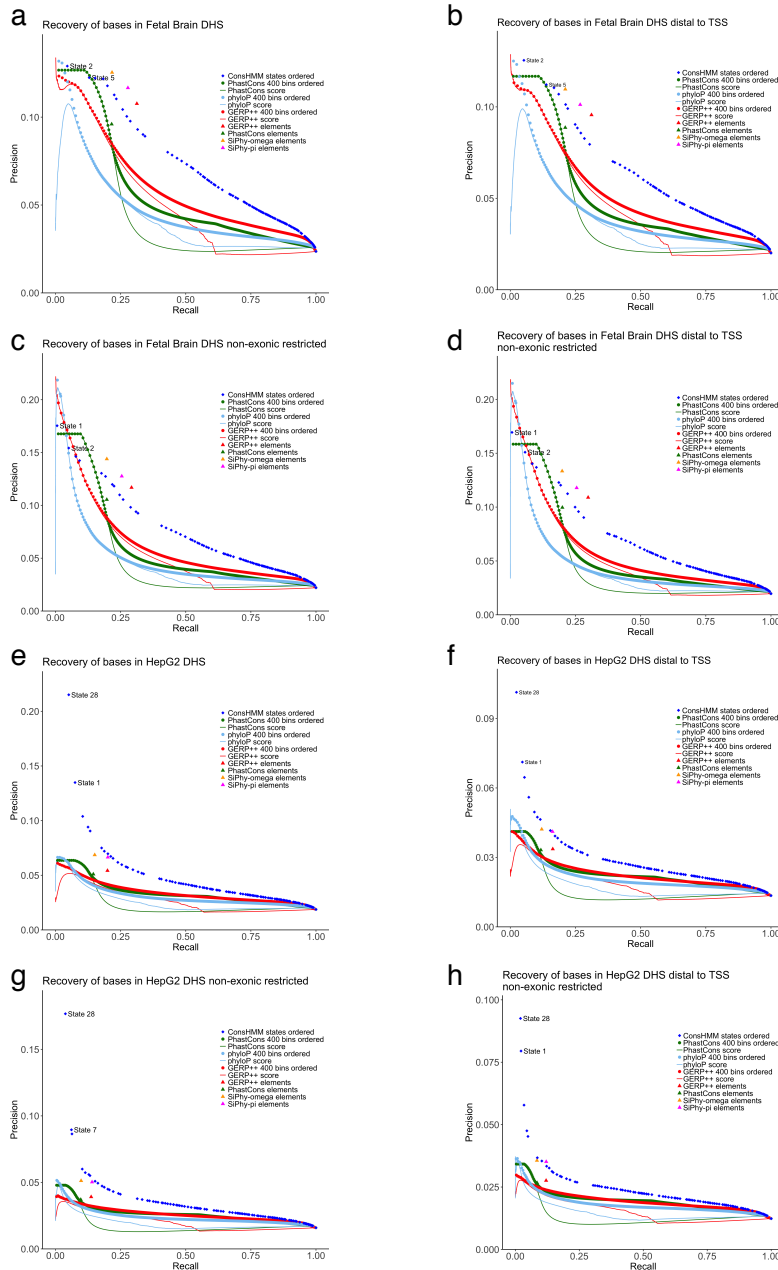 a
Recovery of bases in Fetal Brain DHS
Precision
0.10
0.05
0.00
State 2
State 5
ConsHMM states ordered
PhastCons 400 bins ordered
PhastCons score
phyloP 400 bins ordered
phyloP score
GERP++ 400 bins ordered
GERP++ score
GERP++ elements
PhastCons elements
SiPhy-omega elements
SiPhy-pi elements
0.00 0.25 0.50 0.75 1.00
Recall
b
Recovery of bases in Fetal Brain DHS distal to TSS
Precision
0.10
0.05
0.00
State 2
State 5
ConsHMM states ordered
PhastCons 400 bins ordered
PhastCons score
phyloP 400 bins ordered
phyloP score
GERP++ 400 bins ordered
GERP++ score
GERP++ elements
PhastCons elements
SiPhy-omega elements
SiPhy-pi elements
0.00 0.25 0.50 0.75 1.00
Recall
c
Recovery of bases in Fetal Brain DHS non-exonic restricted
Precision
0.20
0.15
0.10
0.05
0.00
State 1
State 2
ConsHMM states ordered
PhastCons 400 bins ordered
PhastCons score
phyloP 400 bins ordered
phyloP score
GERP++ 400 bins ordered
GERP++ score
GERP++ elements
PhastCons elements
SiPhy-omega elements
SiPhy-pi elements
0.00 0.25 0.50 0.75 1.00
Recall
d
Recovery of bases in Fetal Brain DHS distal to TSS
non-exonic restricted
Precision
0.20
0.15
0.10
0.05
0.00
State 1
State 2
ConsHMM states ordered
PhastCons 400 bins ordered
PhastCons score
phyloP 400 bins ordered
phyloP score
GERP++ 400 bins ordered
GERP++ score
GERP++ elements
PhastCons elements
SiPhy-omega elements
SiPhy-pi elements
0.00 0.25 0.50 0.75 1.00
Recall
e
Recovery of bases in HepG2 DHS
Precision
0.20
0.15
0.10
0.05
0.00
State 28
State 1
ConsHMM states ordered
PhastCons 400 bins ordered
PhastCons score
phyloP 400 bins ordered
phyloP score
GERP++ 400 bins ordered
GERP++ score
GERP++ elements
PhastCons elements
SiPhy-omega elements
SiPhy-pi elements
0.00 0.25 0.50 0.75 1.00
Recall
f
Recovery of bases in HepG2 DHS distal to TSS
Precision
0.09
0.06
0.03
0.00
State 28
State 1
ConsHMM states ordered
PhastCons 400 bins ordered
PhastCons score
phyloP 400 bins ordered
phyloP score
GERP++ 400 bins ordered
GERP++ score
GERP++ elements
PhastCons elements
SiPhy-omega elements
SiPhy-pi elements
0.00 0.25 0.50 0.75 1.00
Recall
g
Recovery of bases in HepG2 DHS non-exonic restricted
Precision
0.15
0.10
0.05
0.00
State 28
State 7
ConsHMM states ordered
PhastCons 400 bins ordered
PhastCons score
phyloP 400 bins ordered
phyloP score
GERP++ 400 bins ordered
GERP++ score
GERP++ elements
PhastCons elements
SiPhy-omega elements
SiPhy-pi elements
0.00 0.25 0.50 0.75 1.00
Recall
h
Recovery of bases in HepG2 DHS distal to TSS
non-exonic restricted
Precision
0.100
0.075
0.050
0.025
0.000
State 28
State 1
ConsHMM states ordered
PhastCons 400 bins ordered
PhastCons score
phyloP 400 bins ordered
phyloP score
GERP++ 400 bins ordered
GERP++ score
GERP++ elements
PhastCons elements
SiPhy-omega elements
SiPhy-pi elements
0.00 0.25 0.50 0.75 1.00
Recall